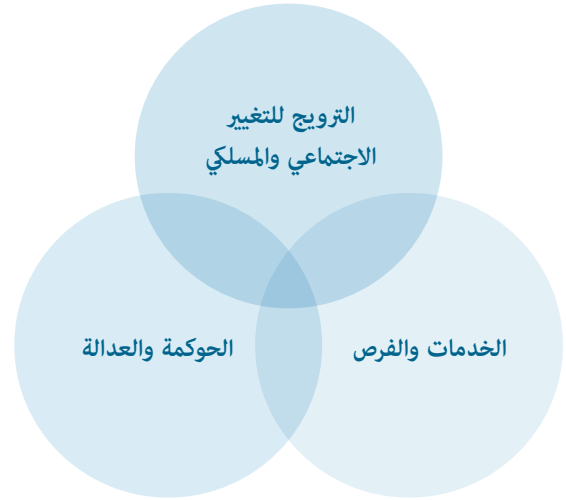 الترويج للتغيير
الاجتماعي والمسلكي
الخدمات والفرص
الحوكمة والعدالة